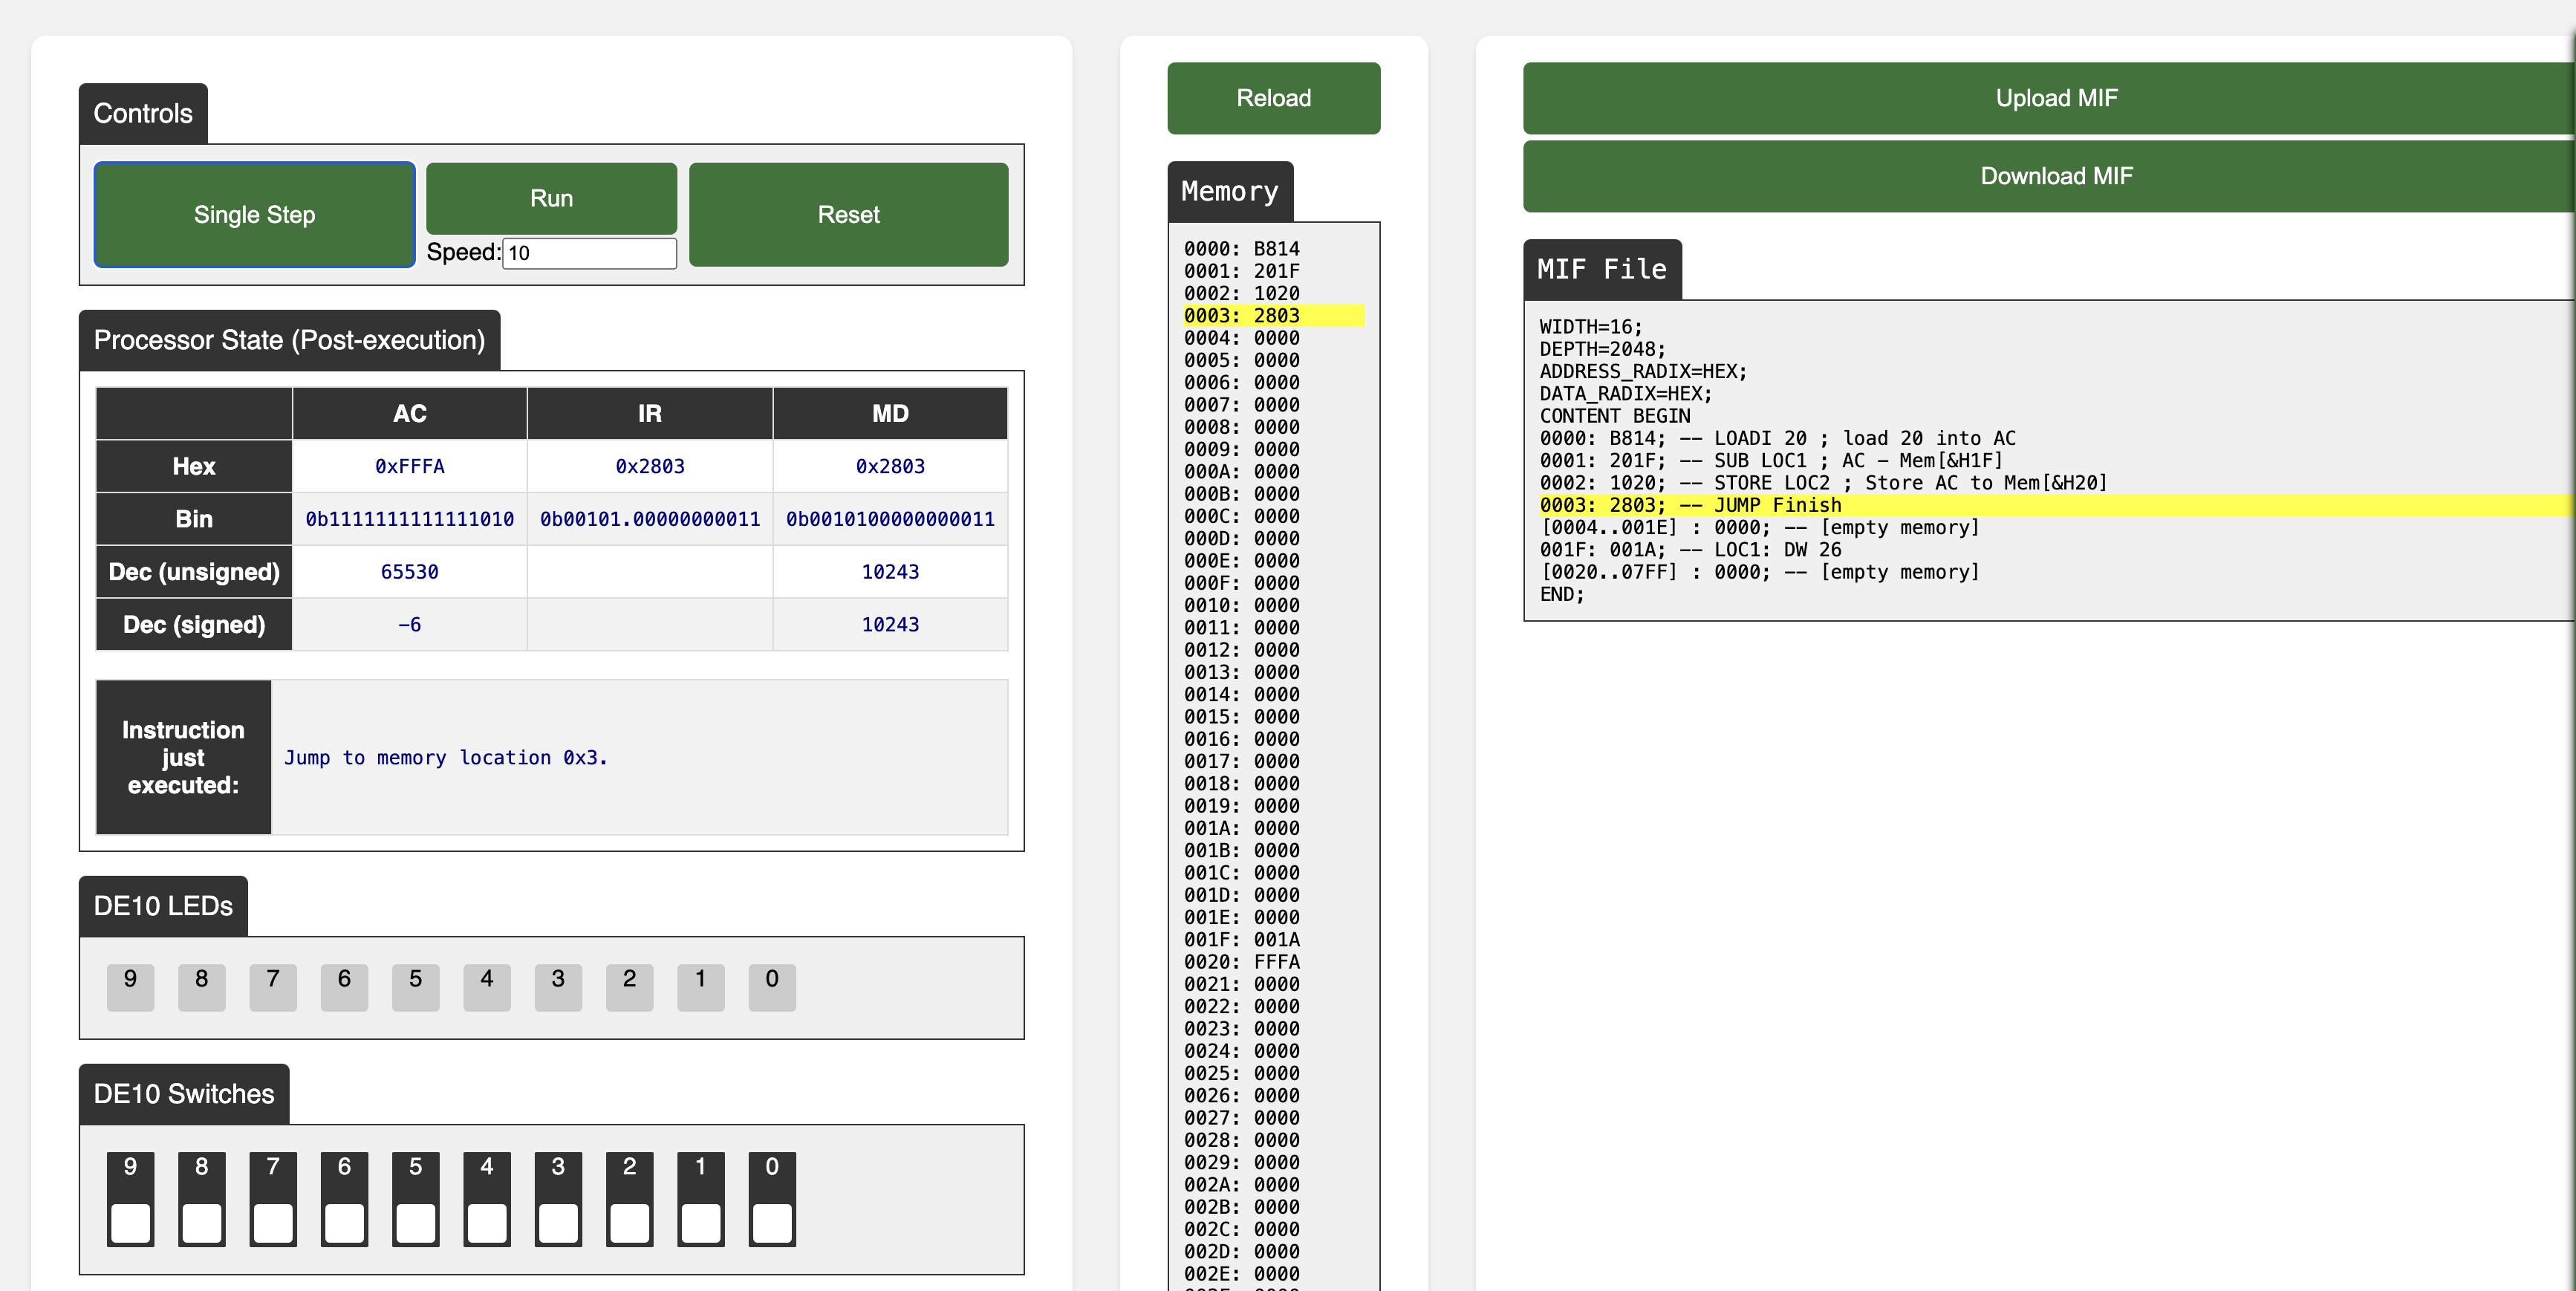 Controls
Single Step
Run
Speed: 10
Reset
Processor State (Post-execution)
AC IR MD
Hex 0xFFFA 0x2803 0x2803
Bin 0b1111111111111010 0b00101.00000000011 0b0010100000000011
Dec (unsigned) 65530 10243
Dec (signed) -6 10243
Instruction
just
executed:
Jump to memory location 0x3.
DE10 LEDs
9 8 7 6 5 4 3 2 1 0
DE10 Switches
9 8 7 6 5 4 3 2 1 0
Reload
Memory
0000: B814
0001: 201F
0002: 1020
0003: 2803
0004: 0000
0005: 0000
0006: 0000
0007: 0000
0008: 0000
0009: 0000
000A: 0000
000B: 0000
000C: 0000
000D: 0000
000E: 0000
000F: 0000
0010: 0000
0011: 0000
0012: 0000
0013: 0000
0014: 0000
0015: 0000
0016: 0000
0017: 0000
0018: 0000
0019: 0000
001A: 0000
001B: 0000
001C: 0000
001D: 0000
001E: 0000
001F: 001A
0020: FFFA
0021: 0000
0022: 0000
0023: 0000
0024: 0000
0025: 0000
0026: 0000
0027: 0000
0028: 0000
0029: 0000
002A: 0000
002B: 0000
002C: 0000
002D: 0000
002E: 0000
Upload MIF
Download MIF
MIF File
WIDTH=16;
DEPTH=2048;
ADDRESS_RADIX=HEX;
DATA_RADIX=HEX;
CONTENT BEGIN
0000: B814; -- LOADI 20 ; load 20 into AC
0001: 201F; -- SUB LOC1 ; AC - Mem[&H1F]
0002: 1020; -- STORE LOC2 ; Store AC to Mem[&H20]
0003: 2803; -- JUMP Finish
[0004..001E] : 0000; -- [empty memory]
001F: 001A; -- LOC1: DW 26
[0020..07FF] : 0000; -- [empty memory]
END;